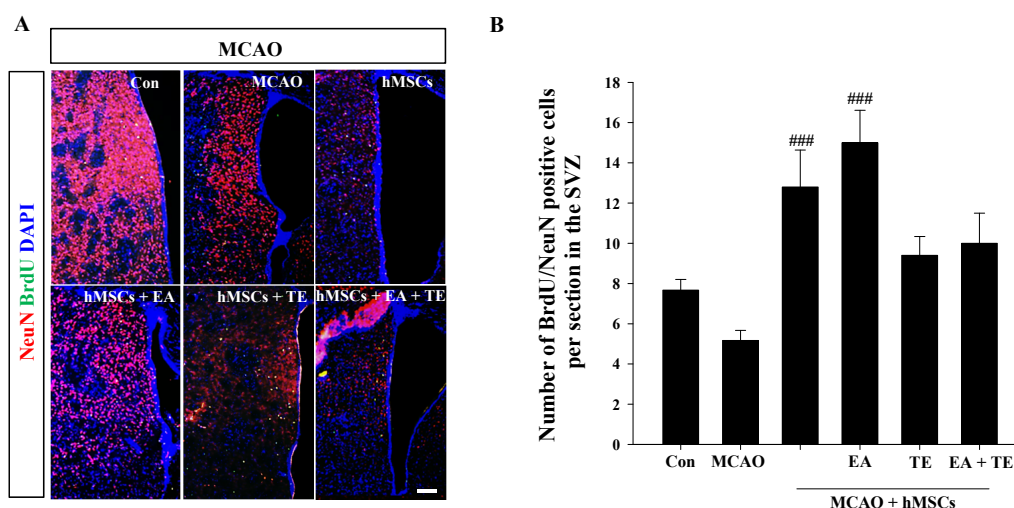 A
MCAO
NeuN BrdU DAPI
Con
MCAO
hMSCs
hMSCs + EA
hMSCs + TE
hMSCs + EA + TE
B
Number of BrdU/NeuN positive cells
per section in the SVZ
18
16
14
12
10
8
6
4
2
0
###
###
Con
MCAO
EA
TE
EA + TE
MCAO + hMSCs